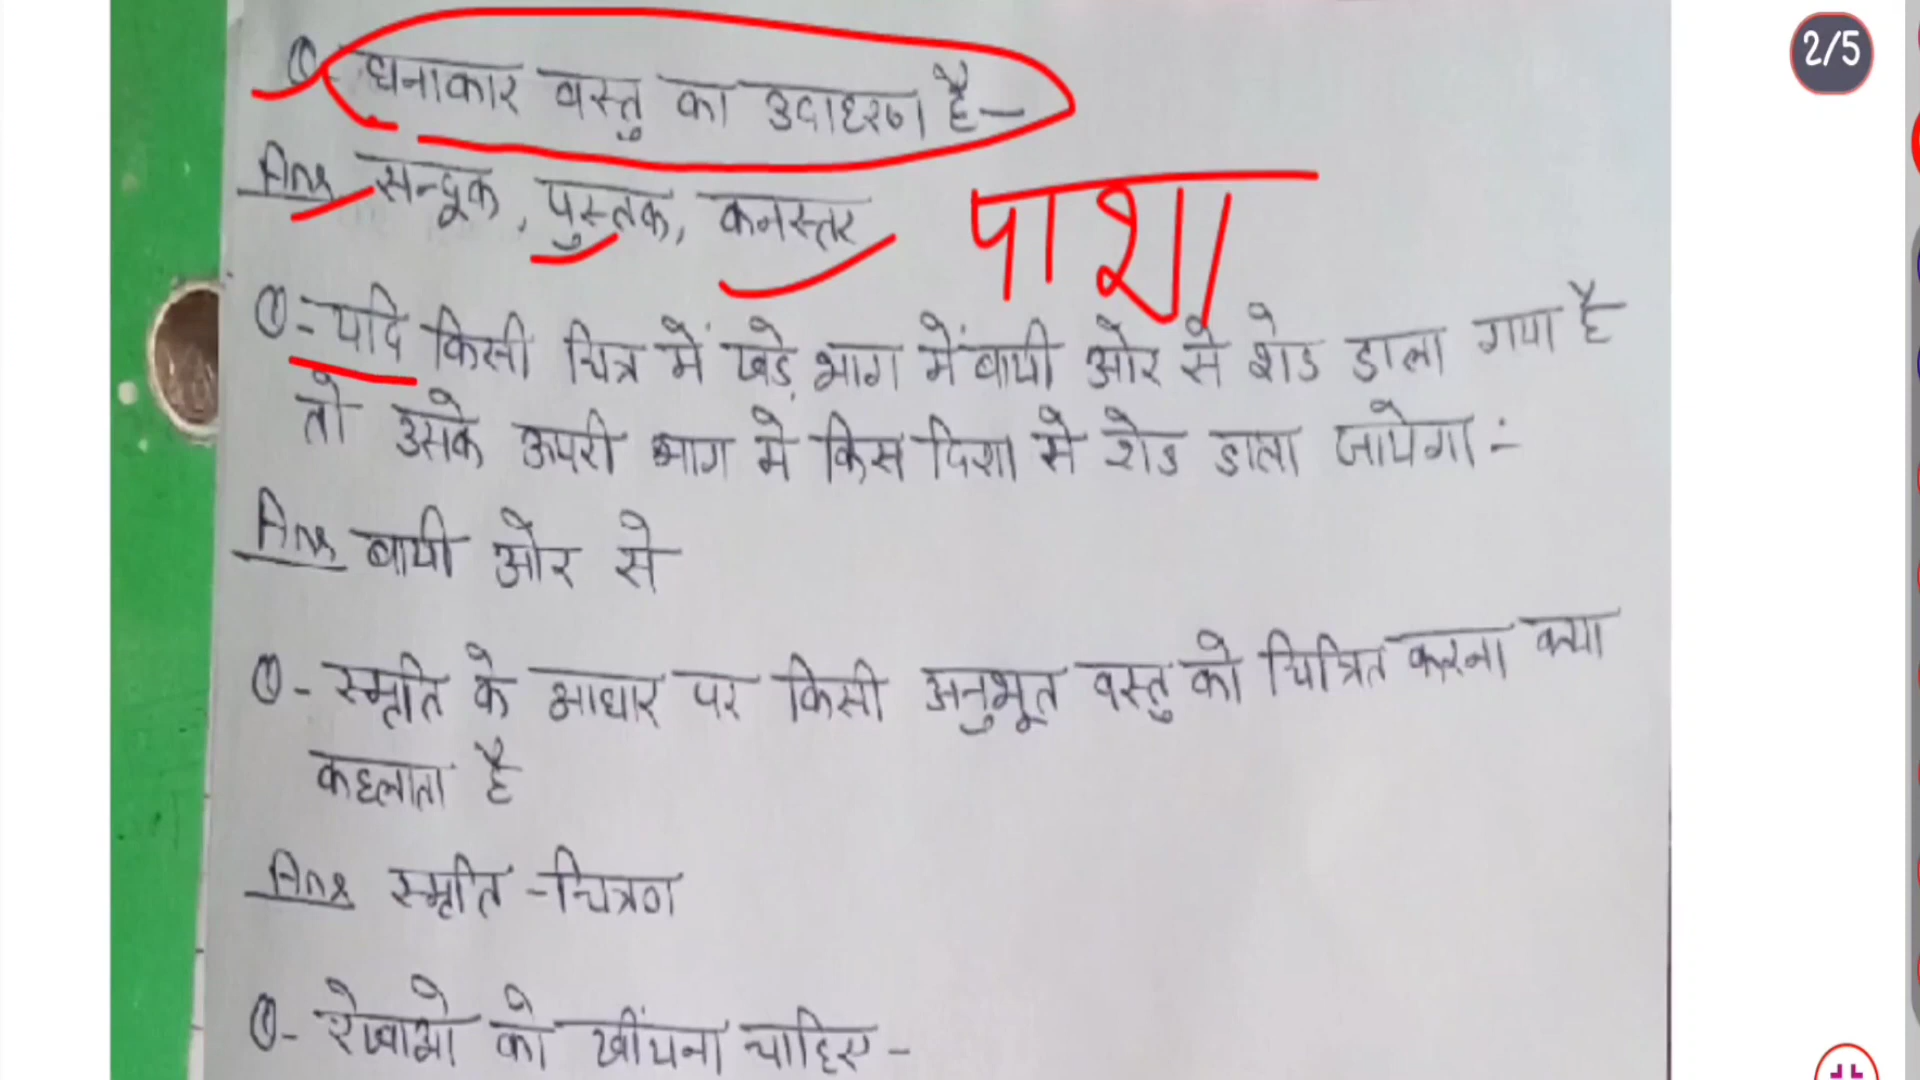 2/5
Q- घनाकार वस्तु का उदाहरण है-
Ans सन्दूक, पुस्तक, कनस्तर
पाशा
Q- यदि किसी चित्र में खड़े भाग में बायी ओर से शेड डाला गया है
तो उसके ऊपरी भाग मे किस दिशा से शेड डाला जायेगा :-
Ans बायी ओर से
Q- स्मृति के आधार पर किसी अनुभूत वस्तु को चित्रित करना क्या
कहलाता है
Ans स्मृति - चित्रण
Q- रेखाओ को खींचना चाहिए -